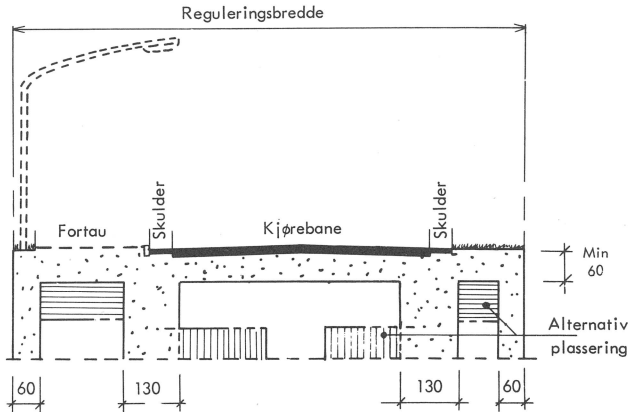 Reguleringsbredde
Fortau
Skulder
Kjørebane
Skulder
Min
60
Alternativ
plassering
60
130
130
60